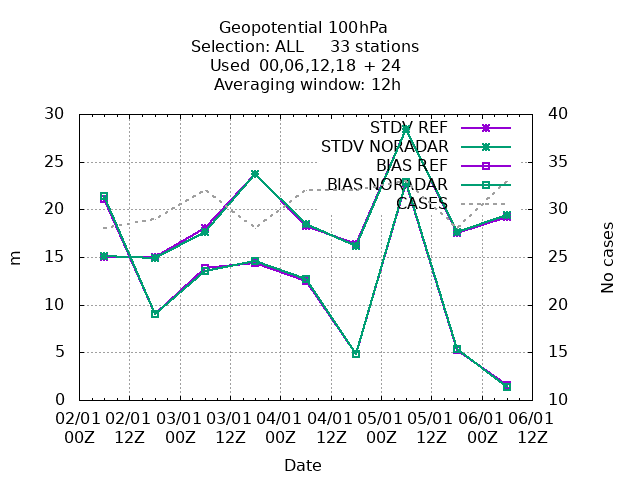 Geopotential 100hPa
Selection: ALL 33 stations
Used 00,06,12,18 + 24
Averaging window: 12h
STDV REF
STDV NORADAR
BIAS REF
BIAS NORADAR
CASES
30
25
20
15
10
5
0
40
35
30
25
20
15
10
m
No cases
02/01 02/01 03/01 03/01 04/01 04/01 05/01 05/01 06/01 06/01
00Z 12Z 00Z 12Z 00Z 12Z 00Z 12Z 00Z 12Z
Date